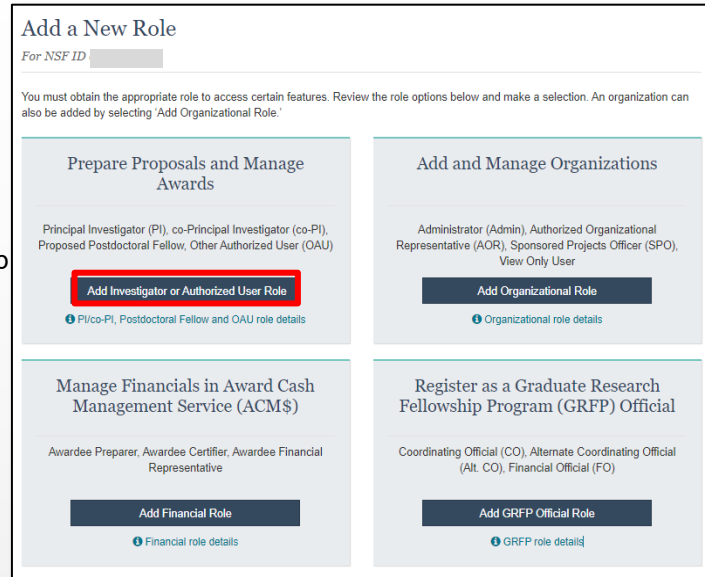 Add a New Role
For NSF ID
You must obtain the appropriate role to access certain features. Review the role options below and make a selection. An organization can
also be added by selecting 'Add Organizational Role.'
Prepare Proposals and Manage
Awards
Principal Investigator (PI), co-Principal Investigator (co-PI),
Proposed Postdoctoral Fellow, Other Authorized User (OAU)
Add Investigator or Authorized User Role
PI/co-PI, Postdoctoral Fellow and OAU role details
Add and Manage Organizations
Administrator (Admin), Authorized Organizational
Representative (AOR), Sponsored Projects Officer (SPO),
View Only User
Add Organizational Role
Organizational role details
Manage Financials in Award Cash
Management Service (ACM$)
Awardee Preparer, Awardee Certifier, Awardee Financial
Representative
Add Financial Role
Financial role details
Register as a Graduate Research
Fellowship Program (GRFP) Official
Coordinating Official (CO), Alternate Coordinating Official
(Alt. CO), Financial Official (FO)
Add GRFP Official Role
GRFP role details